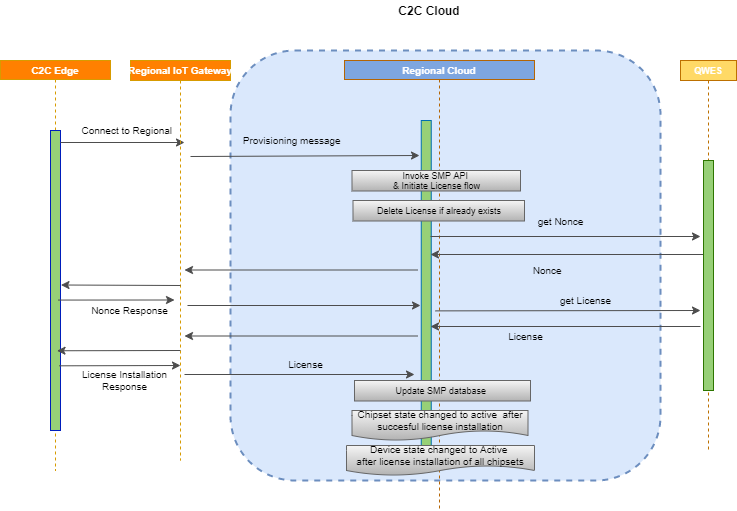 C2C Cloud
C2C Edge
Regional IoT Gateway
Regional Cloud
QWES
Connect to Regional
Provisioning message
Invoke SMP API
& Initiate License flow
Delete License if already exists
get Nonce
Nonce
Nonce Response
get License
License
License Installation
Response
License
Update SMP database
Chipset state changed to active after
succesful license installation
Device state changed to Active
after license installation of all chipsets